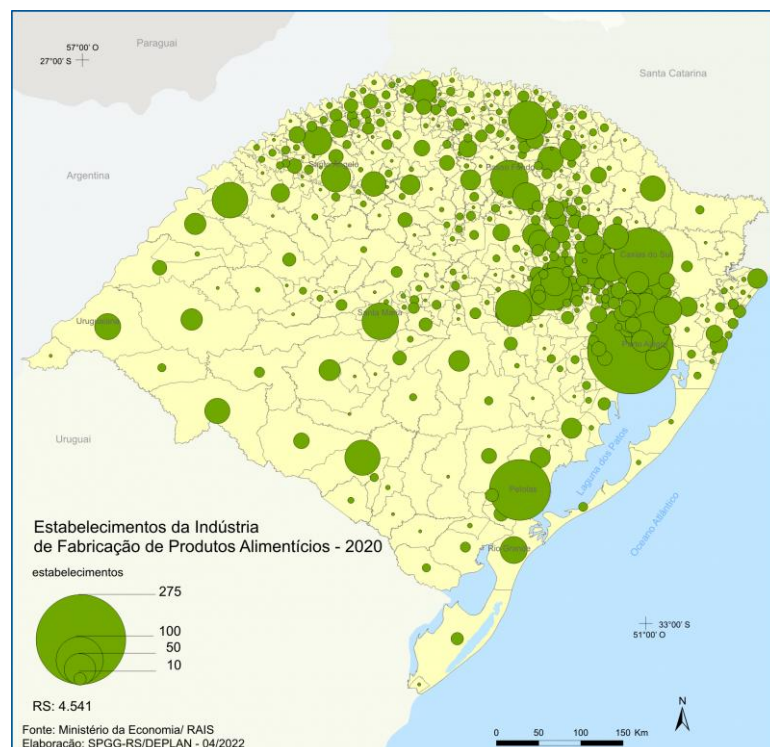 Paraguai
57°00' O
27°00' S
Santa Catarina
Argentina
Santo Ângelo
Passo Fundo
Caxias do Sul
Uruguaiana
Santa Maria
Porto Alegre
Uruguai
Laguna dos Patos
Pelotas
Oceano Atlântico
Rio Grande
Estabelecimentos da Indústria
de Fabricação de Produtos Alimentícios - 2020
estabelecimentos
275
100
50
10
RS: 4.541
33°00' S
51°00' O
N
0 50 100 150 Km
Fonte: Ministério da Economia/ RAIS
Elaboração: SPGG-RS/DEPLAN - 04/2022